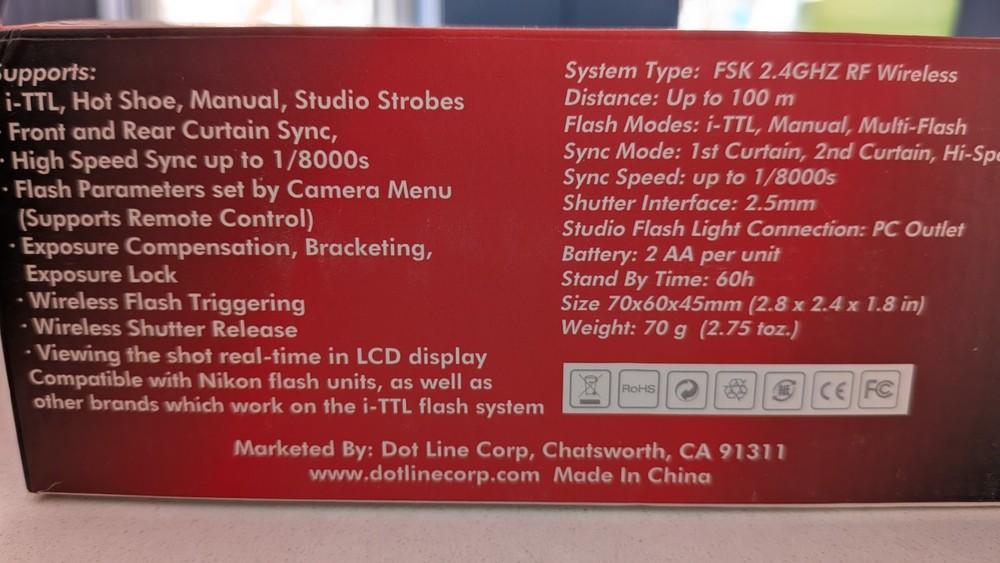 Supports:
i-TTL, Hot Shoe, Manual, Studio Strobes
· Front and Rear Curtain Sync,
· High Speed Sync up to 1/8000s
· Flash Parameters set by Camera Menu
(Supports Remote Control)
· Exposure Compensation, Bracketing,
Exposure Lock
· Wireless Flash Triggering
· Wireless Shutter Release
· Viewing the shot real-time in LCD display
Compatible with Nikon flash units, as well as
other brands which work on the i-TTL flash system
System Type: FSK 2.4GHZ RF Wireless
Distance: Up to 100 m
Flash Modes: i-TTL, Manual, Multi-Flash
Sync Mode: 1st Curtain, 2nd Curtain, Hi-Spe
Sync Speed: up to 1/8000s
Shutter Interface: 2.5mm
Studio Flash Light Connection: PC Outlet
Battery: 2 AA per unit
Stand By Time: 60h
Size 70x60x45mm (2.8 x 2.4 x 1.8 in)
Weight: 70 g (2.75 toz.)
RoHS CE FC
Marketed By: Dot Line Corp, Chatsworth, CA 91311
www.dotlinecorp.com Made In China